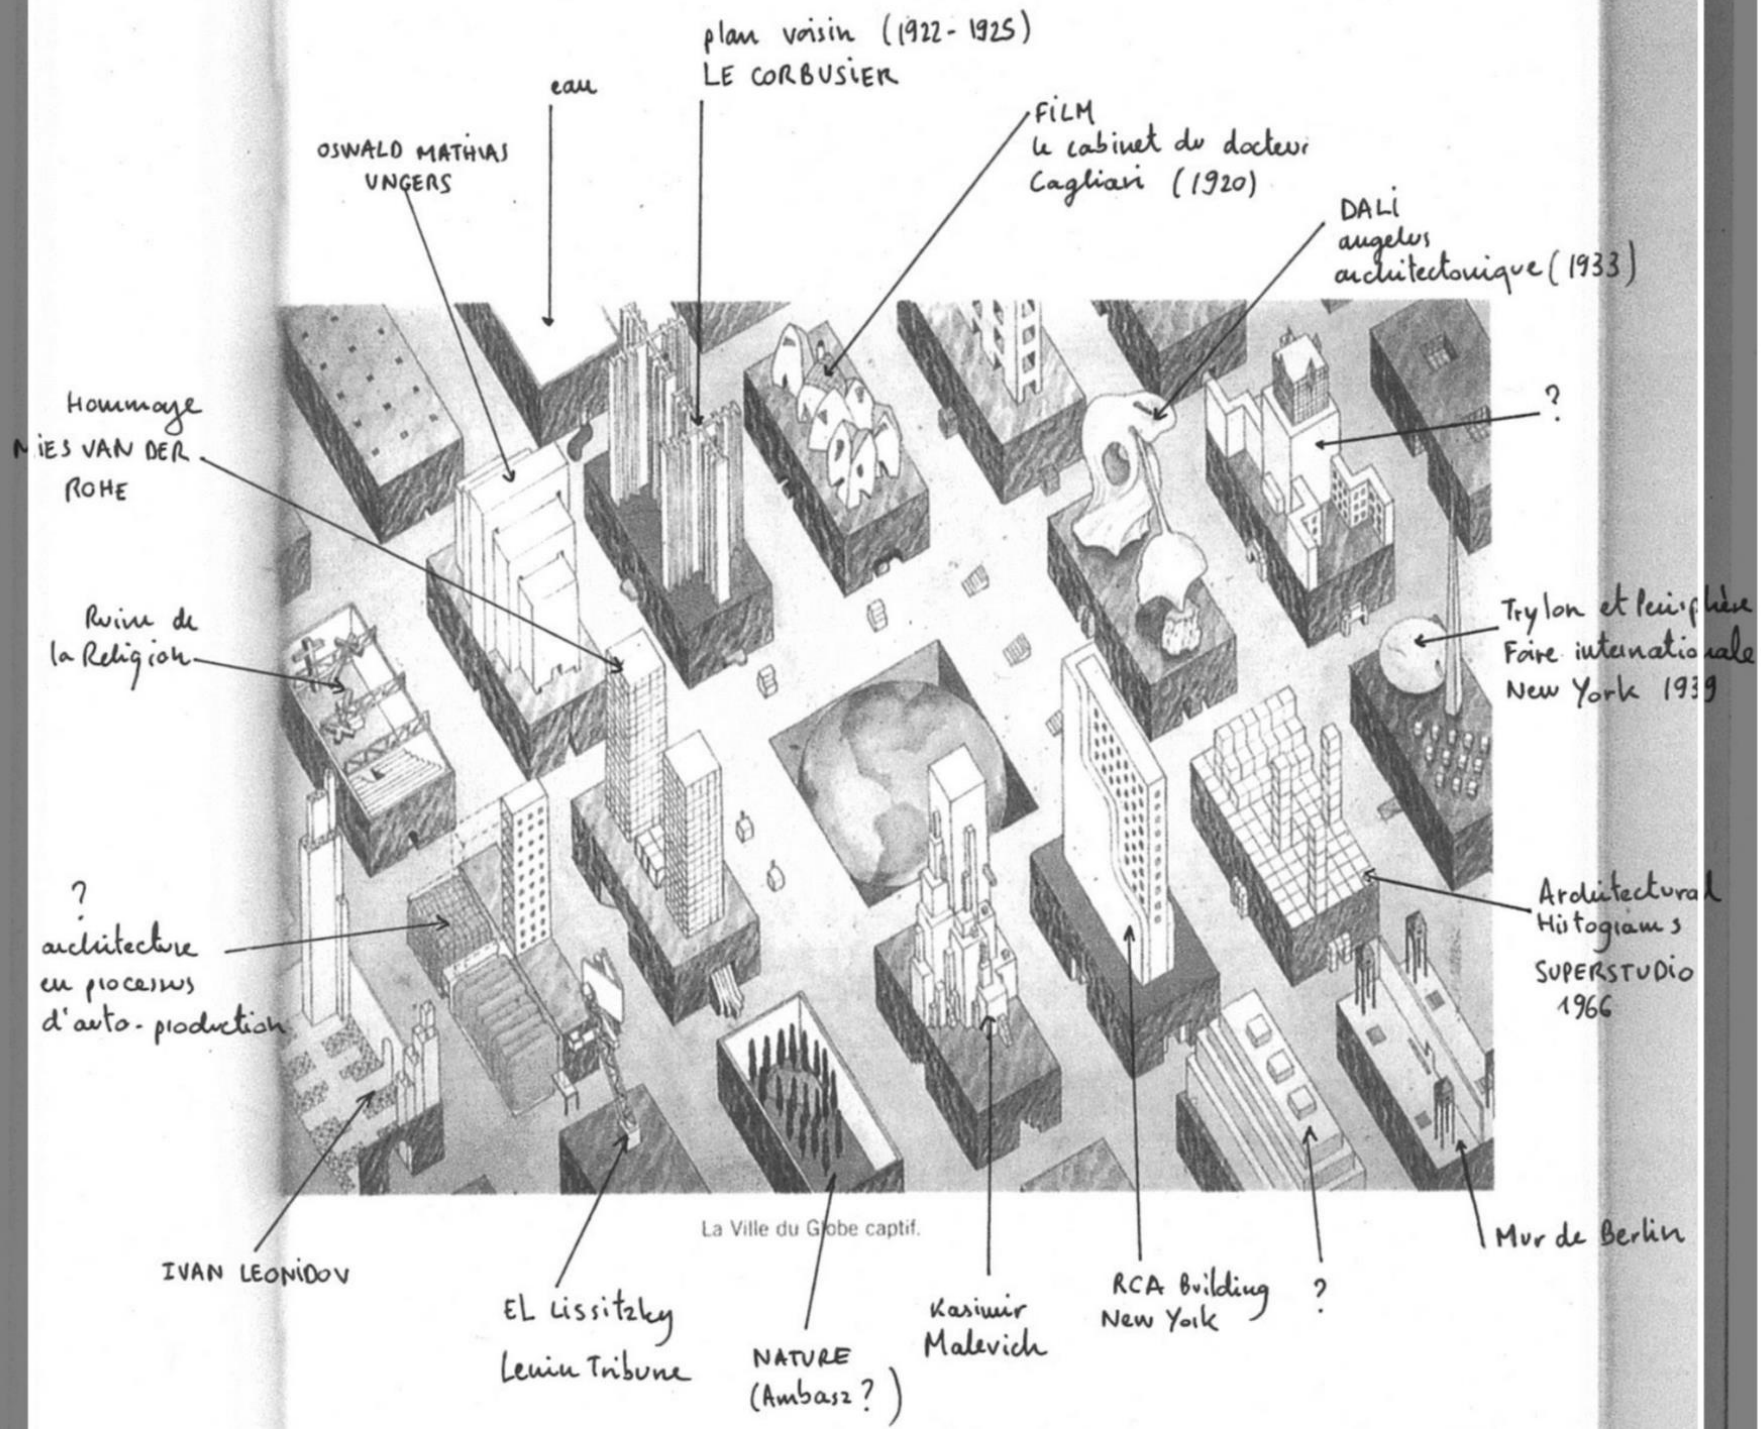 plan voisin (1922-1925)
LE CORBUSIER
eau
FILM
le cabinet du docteur
Cagliari (1920)
OSWALD MATHIAS
UNGERS
DALI
angelus
architectonique (1933)
Hommage
MIES VAN DER
ROHE
?
Ruine de
la Religion
Trylon et Perisphère
Foire internationale
New York 1939
?
architecture
en processus
d'auto-production
Architectural
Histograms
SUPERSTUDIO
1966
La Ville du Globe captif.
Mur de Berlin
IVAN LEONIDOV
EL Lissitzky
Lenin Tribune
NATURE
(Ambasz?)
Kasimir
Malevich
RCA Building
New York
?